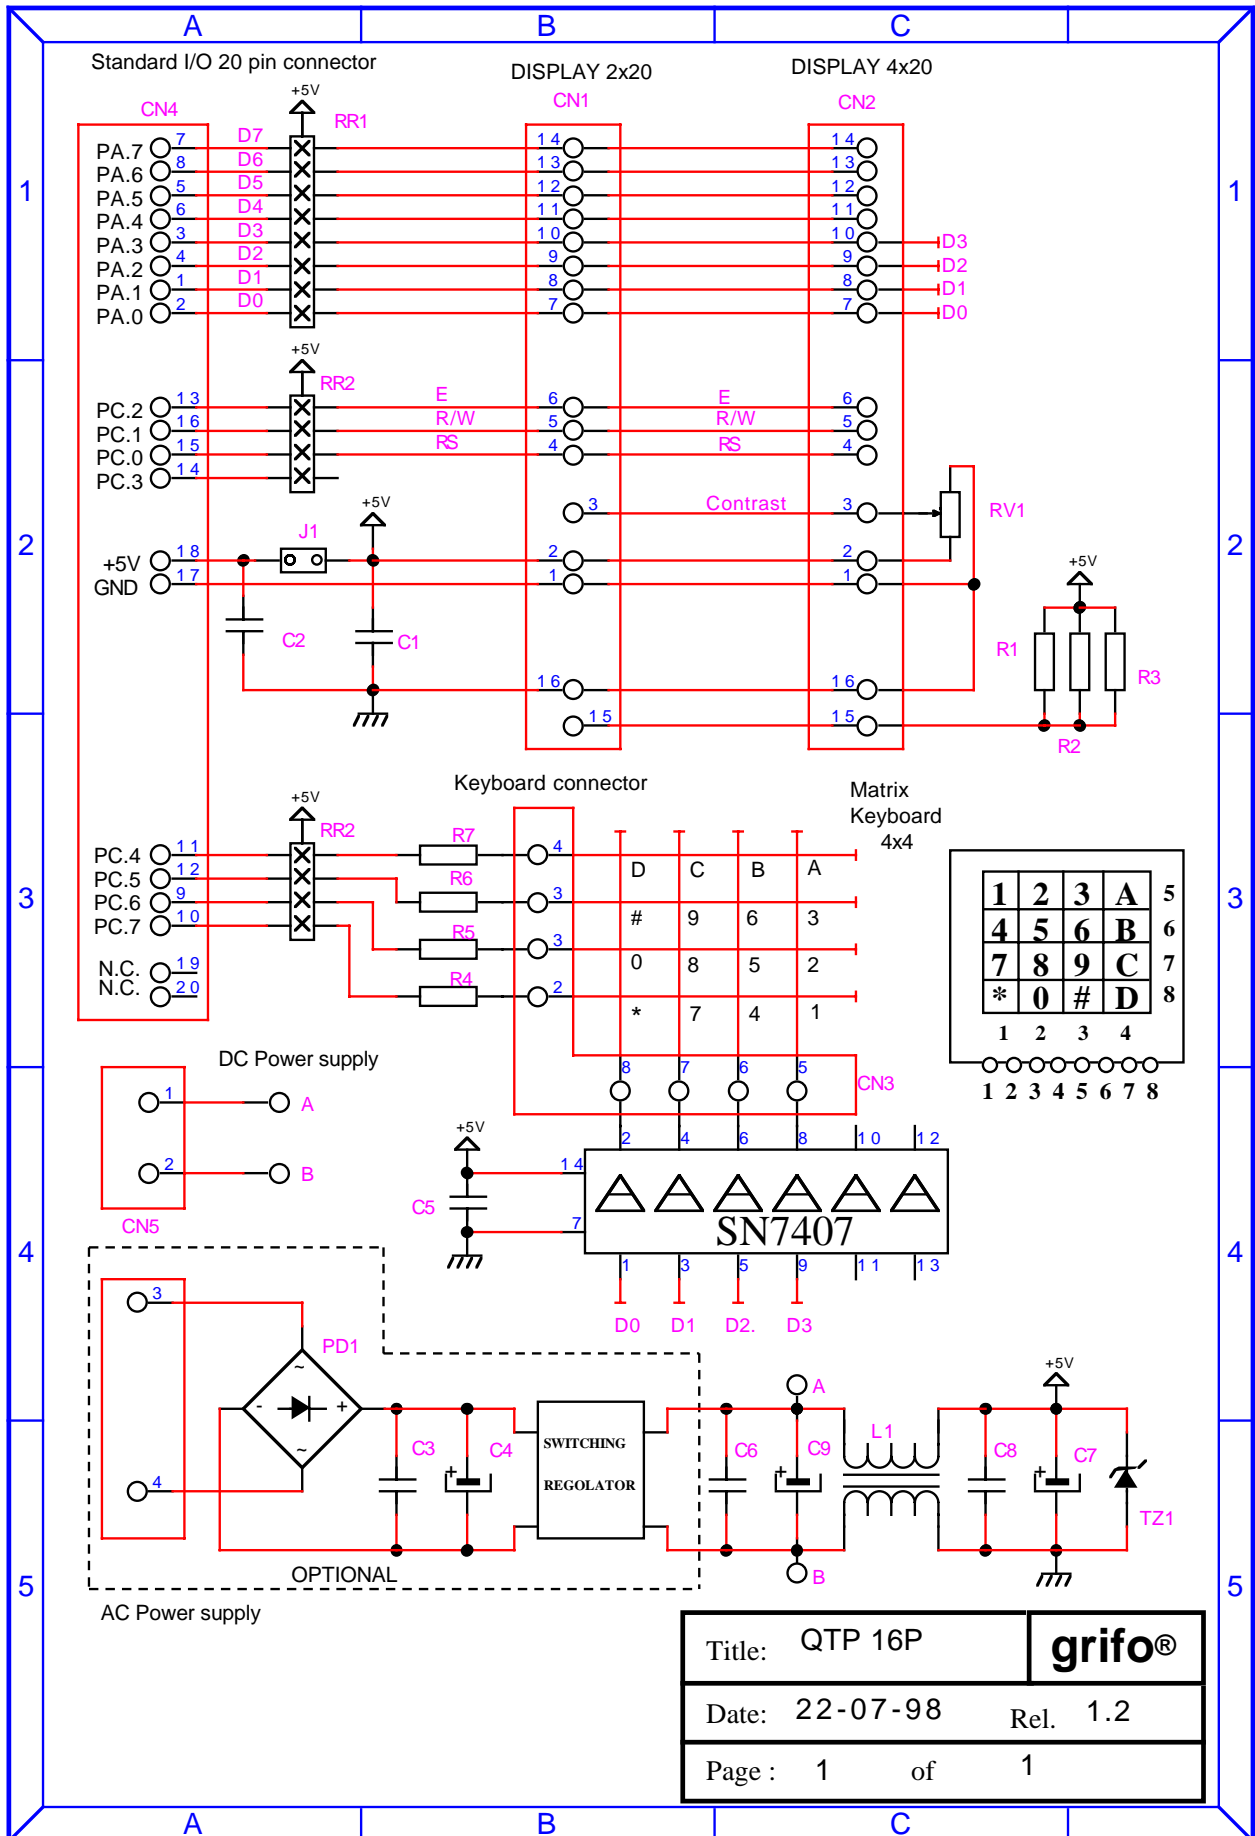 A B C
Standard I/O 20 pin connector
DISPLAY 2x20
DISPLAY 4x20
+5V
CN4 RR1 CN1 CN2
PA.7 7 D7 14 14
PA.6 8 D6 13 13
PA.5 5 D5 12 12
PA.4 6 D4 11 11
PA.3 3 D3 10 10 D3
PA.2 4 D2 9 9 D2
PA.1 1 D1 8 8 D1
PA.0 2 D0 7 7 D0
1 1
+5V
RR2
PC.2 13 E 6 E 6
PC.1 16 R/W 5 R/W 5
PC.0 15 RS 4 RS 4
PC.3 14
+5V
3 Contrast 3 RV1
J1
2 2
+5V 18 2 2
GND 17 1 1
+5V
C2 C1
R1 R3
16 16
15 15
R2
Keyboard connector
Matrix
Keyboard
4x4
+5V
RR2
PC.4 11 R7 4
D C B A
PC.5 12 R6 3
# 9 6 3
PC.6 9 R5 3
0 8 5 2
PC.7 10 R4 2
* 7 4 1
N.C. 19
N.C. 20
3 3
1 2 3 A 5
4 5 6 B 6
7 8 9 C 7
* 0 # D 8
1 2 3 4
1 2 3 4 5 6 7 8
DC Power supply
8 7 6 5 CN3
1 A
2 B
CN5
+5V
2 4 6 8 10 12
14
C5
7
SN7407
1 3 5 9 11 13
D0 D1 D2. D3
4 4
3
PD1
~
- +
~
4
C3 C4
SWITCHING
REGOLATOR
OPTIONAL
AC Power supply
A
+5V
C6 C9 L1 C8 C7
+ + +
TZ1
B
5 5
Title: QTP 16P grifo®
Date: 22-07-98 Rel. 1.2
Page : 1 of 1
A B C